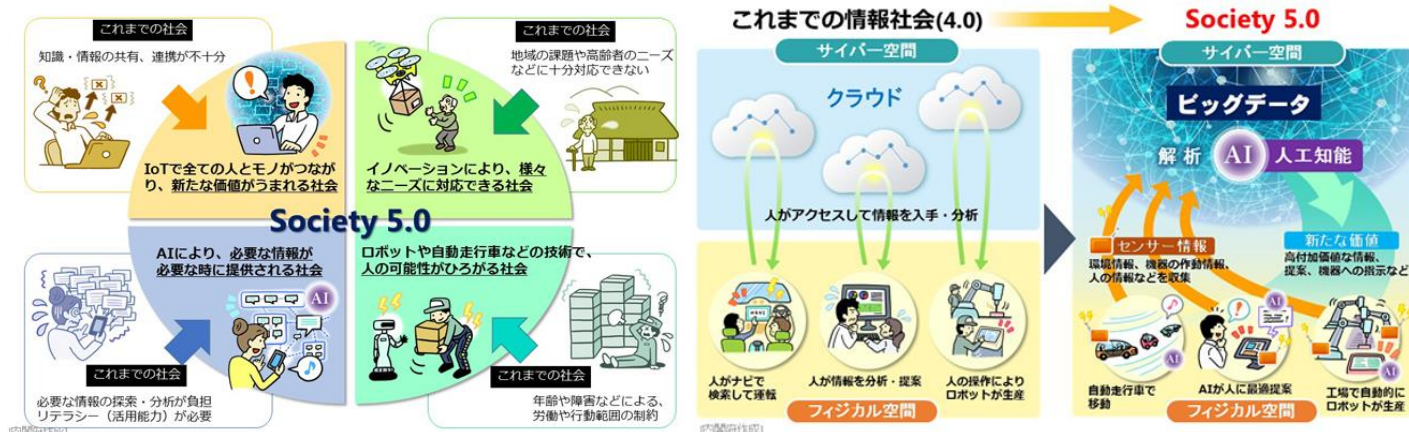 これまでの社会
知識・情報の共有、連携が不十分
IoTで全ての人とモノがつなが
り、新たな価値がうまれる社会
これまでの社会
地域の課題や高齢者のニーズ
などに十分対応できない
イノベーションにより、様々
なニーズに対応できる社会
Society 5.0
AIにより、必要な情報が
必要な時に提供される社会
AI
これまでの社会
必要な情報の探索・分析が負担
リテラシー（活用能力）が必要
ロボットや自動走行車などの技術で、
人の可能性がひろがる社会
これまでの社会
年齢や障害などによる、
労働や行動範囲の制約
[内閣府作成]
これまでの情報社会(4.0)
サイバー空間
クラウド
人がアクセスして情報を入手・分析
人がナビで
検索して運転
人が情報を分析・提案
人の操作により
ロボットが生産
フィジカル空間
[内閣府作成]
Society 5.0
サイバー空間
ビッグデータ
解析 AI 人工知能
センサー情報
環境情報、機器の作動情報、
人の情報などを収集
新たな価値
高付加価値な情報、
提案、機器への指示など
AI
AI
AI
自動走行車で
移動
AIが人に最適提案
工場で自動的に
ロボットが生産
フィジカル空間